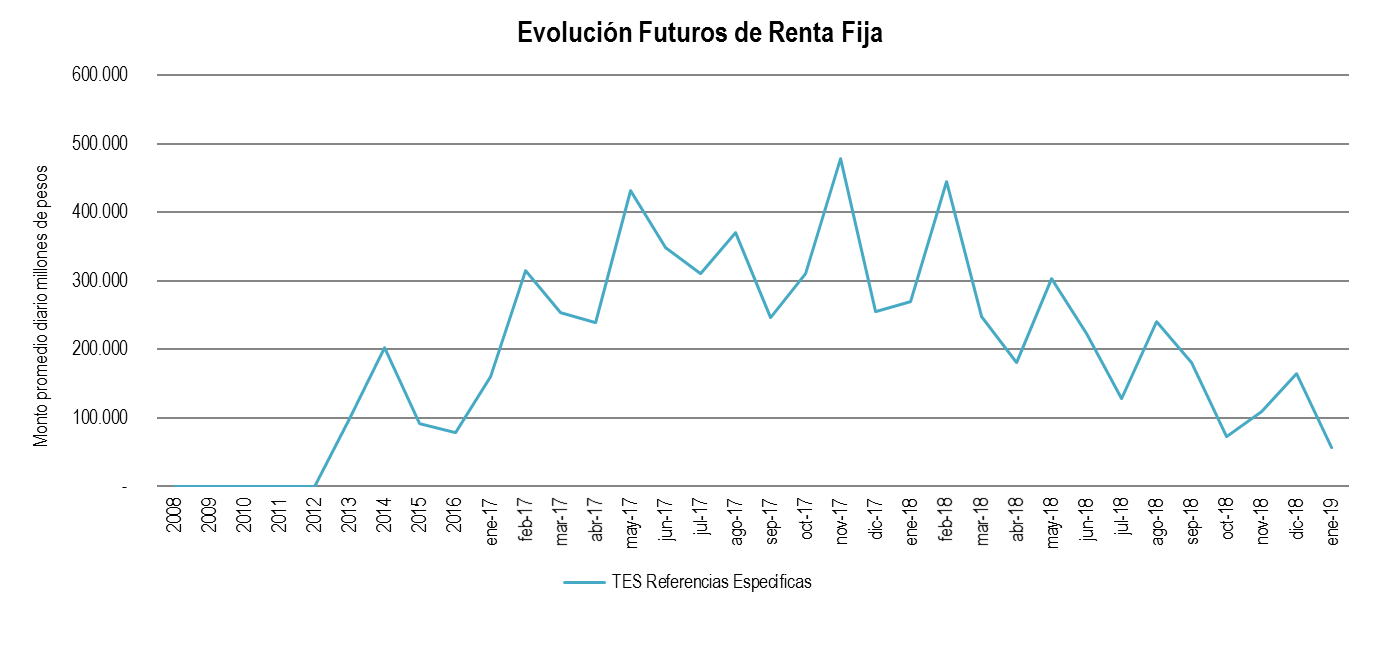 Evolución Futuros de Renta Fija
Monto promedio diario millones de pesos
600.000
500.000
400.000
300.000
200.000
100.000
-
2008
2009
2010
2011
2012
2013
2014
2015
2016
ene-17
feb-17
mar-17
abr-17
may-17
jun-17
jul-17
ago-17
sep-17
oct-17
nov-17
dic-17
ene-18
feb-18
mar-18
abr-18
may-18
jun-18
jul-18
ago-18
sep-18
oct-18
nov-18
dic-18
ene-19
TES Referencias Específicas